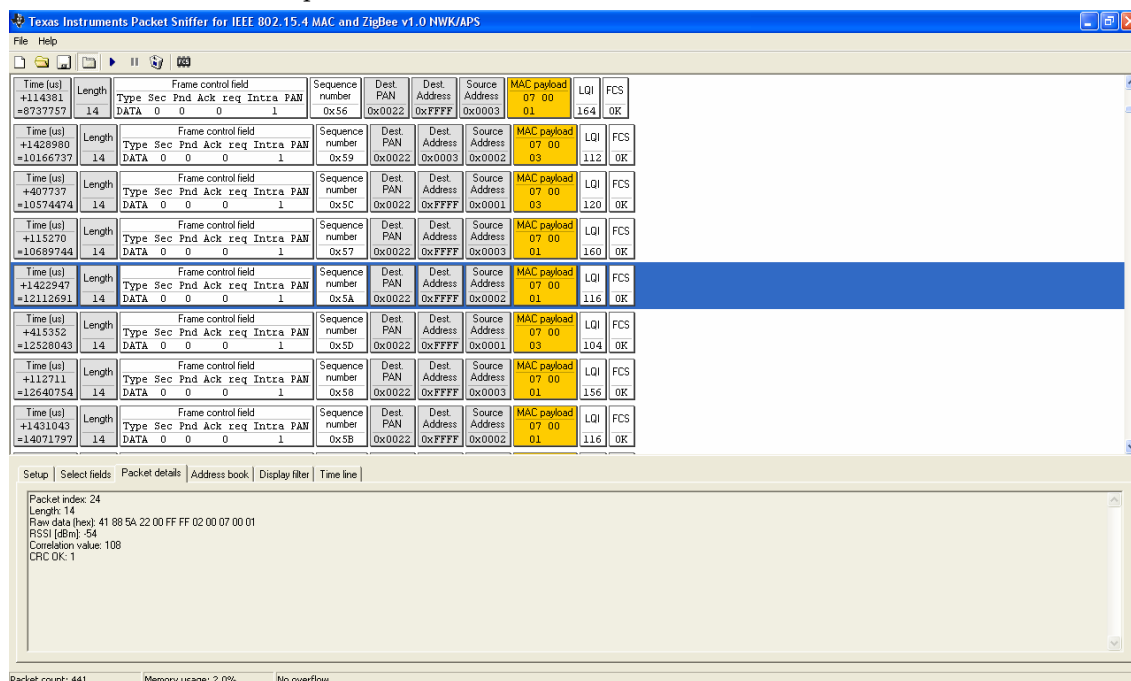 Texas Instruments Packet Sniffer for IEEE 802.15.4 MAC and ZigBee v1.0 NWK/APS
File Help
Time (us) Length Frame control field Sequence number Dest. PAN Dest. Address Source Address MAC payload LQI FCS
+114381 Type Sec Pnd Ack req Intra PAN 07 00
=8737757 14 DATA 0 0 0 1 0x56 0x0022 0xFFFF 0x0003 01 164 OK
Time (us) Length Frame control field Sequence number Dest. PAN Dest. Address Source Address MAC payload LQI FCS
+1428980 Type Sec Pnd Ack req Intra PAN 07 00
=10166737 14 DATA 0 0 0 1 0x59 0x0022 0x0003 0x0002 03 112 OK
Time (us) Length Frame control field Sequence number Dest. PAN Dest. Address Source Address MAC payload LQI FCS
+407737 Type Sec Pnd Ack req Intra PAN 07 00
=10574474 14 DATA 0 0 0 1 0x5C 0x0022 0xFFFF 0x0001 03 120 OK
Time (us) Length Frame control field Sequence number Dest. PAN Dest. Address Source Address MAC payload LQI FCS
+115270 Type Sec Pnd Ack req Intra PAN 07 00
=10689744 14 DATA 0 0 0 1 0x57 0x0022 0xFFFF 0x0003 01 160 OK
Time (us) Length Frame control field Sequence number Dest. PAN Dest. Address Source Address MAC payload LQI FCS
+1422947 Type Sec Pnd Ack req Intra PAN 07 00
=12112691 14 DATA 0 0 0 1 0x5A 0x0022 0xFFFF 0x0002 01 116 OK
Time (us) Length Frame control field Sequence number Dest. PAN Dest. Address Source Address MAC payload LQI FCS
+415352 Type Sec Pnd Ack req Intra PAN 07 00
=12528043 14 DATA 0 0 0 1 0x5D 0x0022 0xFFFF 0x0001 03 104 OK
Time (us) Length Frame control field Sequence number Dest. PAN Dest. Address Source Address MAC payload LQI FCS
+112711 Type Sec Pnd Ack req Intra PAN 07 00
=12640754 14 DATA 0 0 0 1 0x58 0x0022 0xFFFF 0x0003 01 156 OK
Time (us) Length Frame control field Sequence number Dest. PAN Dest. Address Source Address MAC payload LQI FCS
+1431043 Type Sec Pnd Ack req Intra PAN 07 00
=14071797 14 DATA 0 0 0 1 0x5B 0x0022 0xFFFF 0x0002 01 116 OK
Setup Select fields Packet details Address book Display filter Time line
Packet index: 24
Length: 14
Raw data (hex): 41 88 5A 22 00 FF FF 02 00 07 00 01
RSSI [dBm]: -54
Correlation value: 108
CRC OK: 1
Packet count: 441 Memory usage: 2.0% No overflow